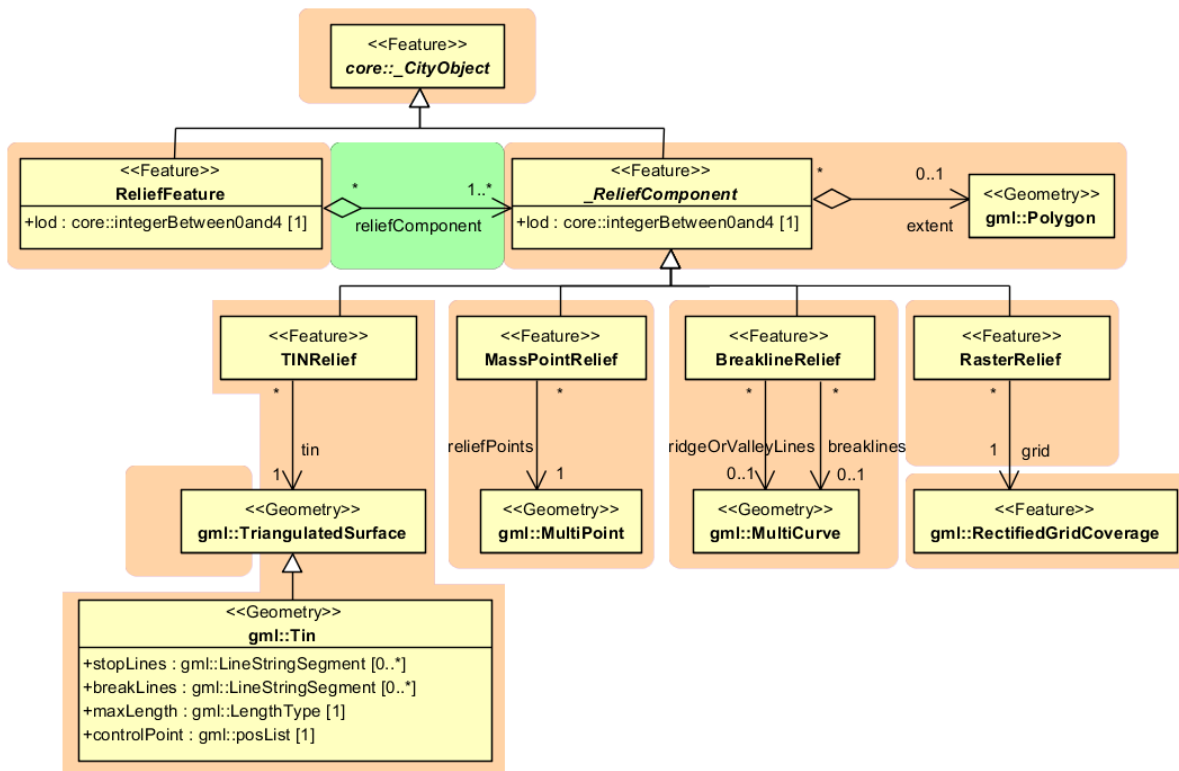 <<Feature>>
core::_CityObject
<<Feature>>
ReliefFeature
+lod : core::integerBetween0and4 [1]
*
1..*
reliefComponent
<<Feature>>
_ReliefComponent
+lod : core::integerBetween0and4 [1]
*
0..1
extent
<<Geometry>>
gml::Polygon
<<Feature>>
TINRelief
<<Feature>>
MassPointRelief
<<Feature>>
BreaklineRelief
<<Feature>>
RasterRelief
*
tin
1
*
reliefPoints
1
*
ridgeOrValleyLines
0..1
*
breaklines
0..1
*
1
grid
<<Geometry>>
gml::TriangulatedSurface
<<Geometry>>
gml::MultiPoint
<<Geometry>>
gml::MultiCurve
<<Feature>>
gml::RectifiedGridCoverage
<<Geometry>>
gml::Tin
+stopLines : gml::LineStringSegment [0..*]
+breakLines : gml::LineStringSegment [0..*]
+maxLength : gml::LengthType [1]
+controlPoint : gml::posList [1]